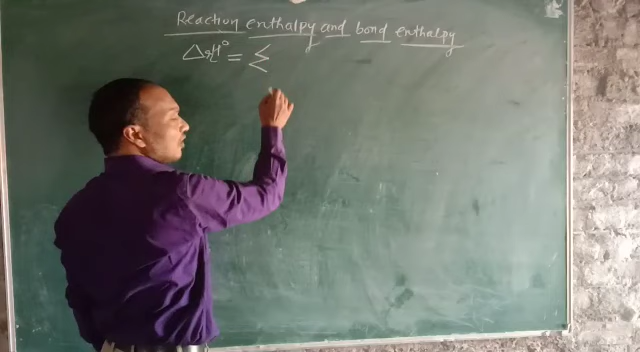 Reaction enthalpy and bond enthalpy
ΔrH° = Σ